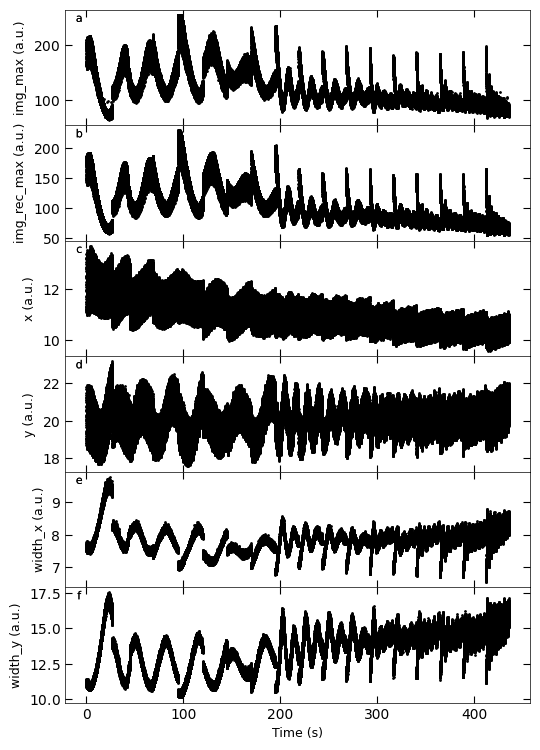 a
img_max (a.u.)
200
100
b
img_rec_max (a.u.)
200
150
100
50
c
x (a.u.)
12
10
d
y (a.u.)
22
20
18
e
width_x (a.u.)
9
8
7
f
width_y (a.u.)
17.5
15.0
12.5
10.0
0 100 200 300 400
Time (s)